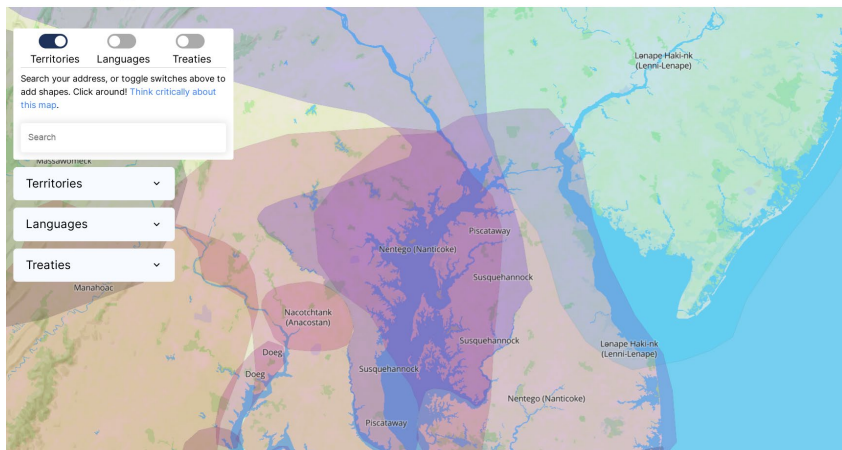 Territories Languages Treaties
Search your address, or toggle switches above to
add shapes. Click around! Think critically about
this map.
Search
Massawomeck
Territories
Languages
Treaties
Manahoac
Lənape Haki-nk
(Lenni-Lenape)
Piscataway
Nentego (Nanticoke)
Susquehannock
Nacotchtank
(Anacostan)
Susquehannock
Lənape Haki-nk
(Lenni-Lenape)
Doeg
Susquehannock
Doeg
Nentego (Nanticoke)
Piscataway